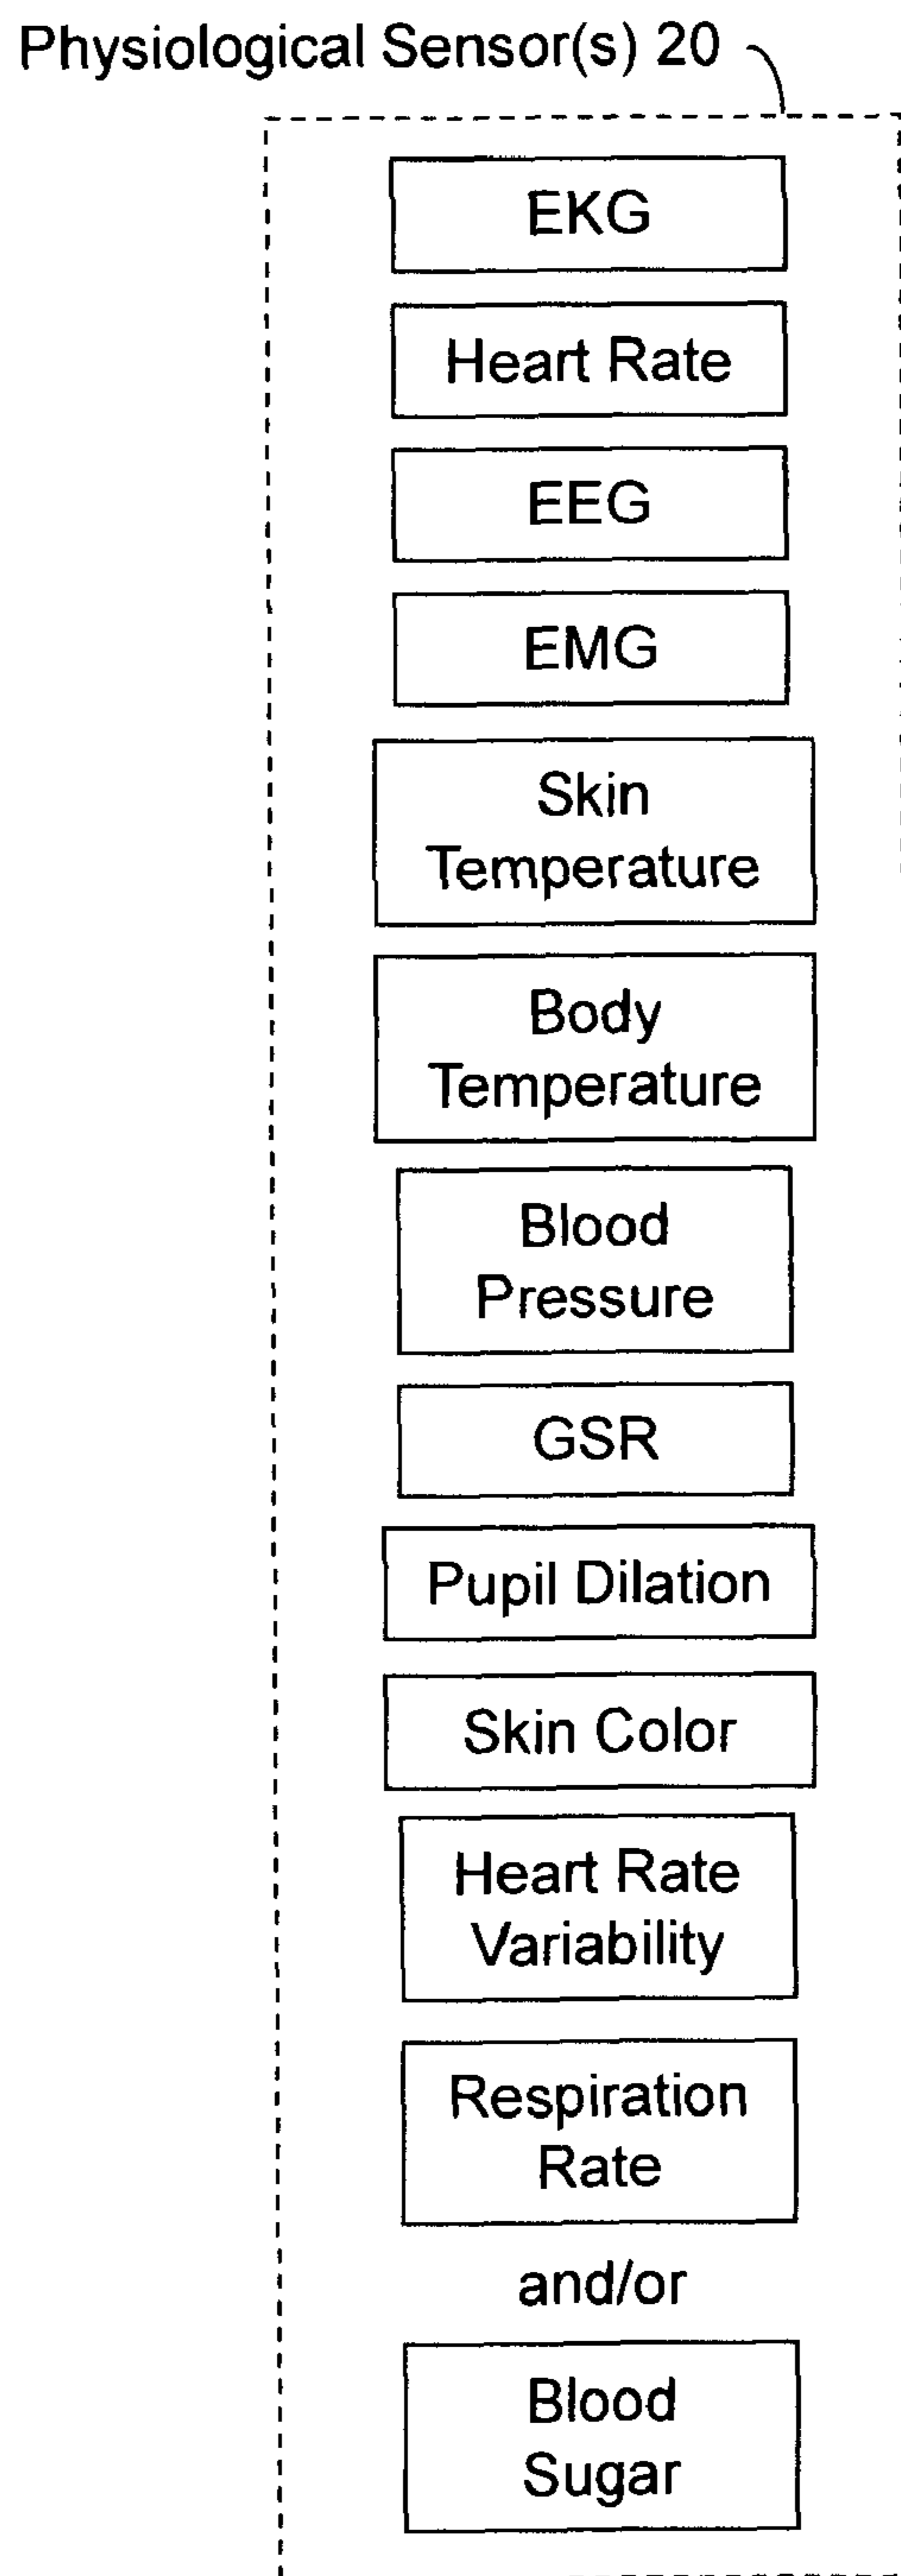 Physiological Sensor(s) 20
EKG
Heart Rate
EEG
EMG
Skin
Temperature
Body
Temperature
Blood
Pressure
GSR
Pupil Dilation
Skin Color
Heart Rate
Variability
Respiration
Rate
and/or
Blood
Sugar